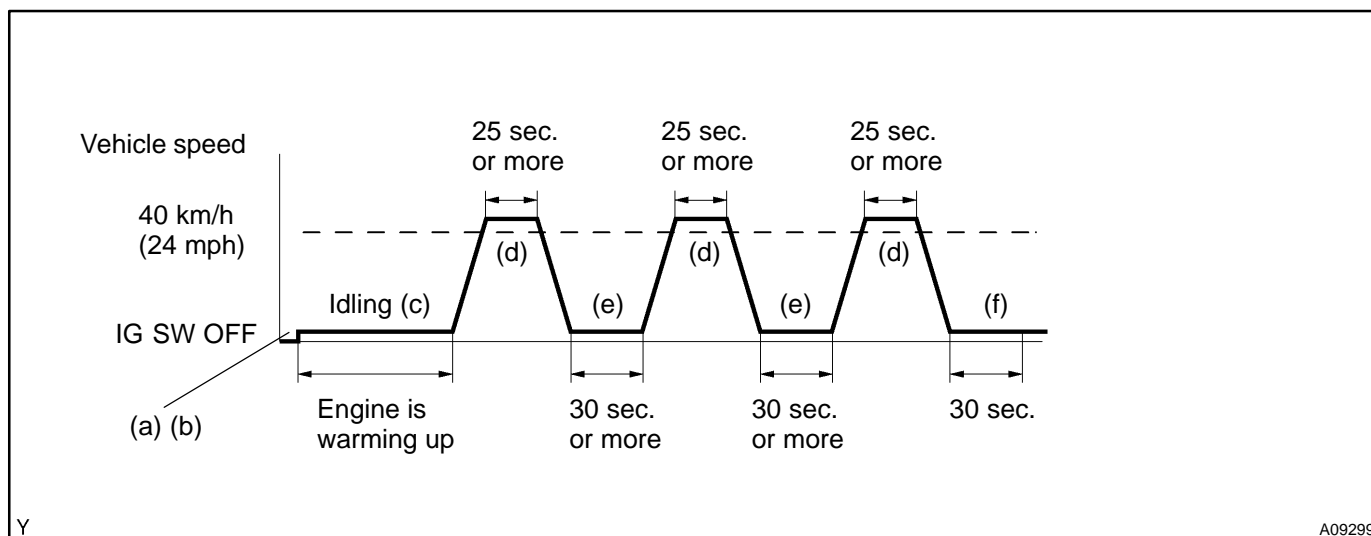 Vehicle speed
25 sec.
or more
25 sec.
or more
25 sec.
or more
40 km/h
(24 mph)
(d)
(d)
(d)
Idling (c)
(e)
(e)
(f)
IG SW OFF
(a) (b)
Engine is
warming up
30 sec.
or more
30 sec.
or more
30 sec.
Y
A09299